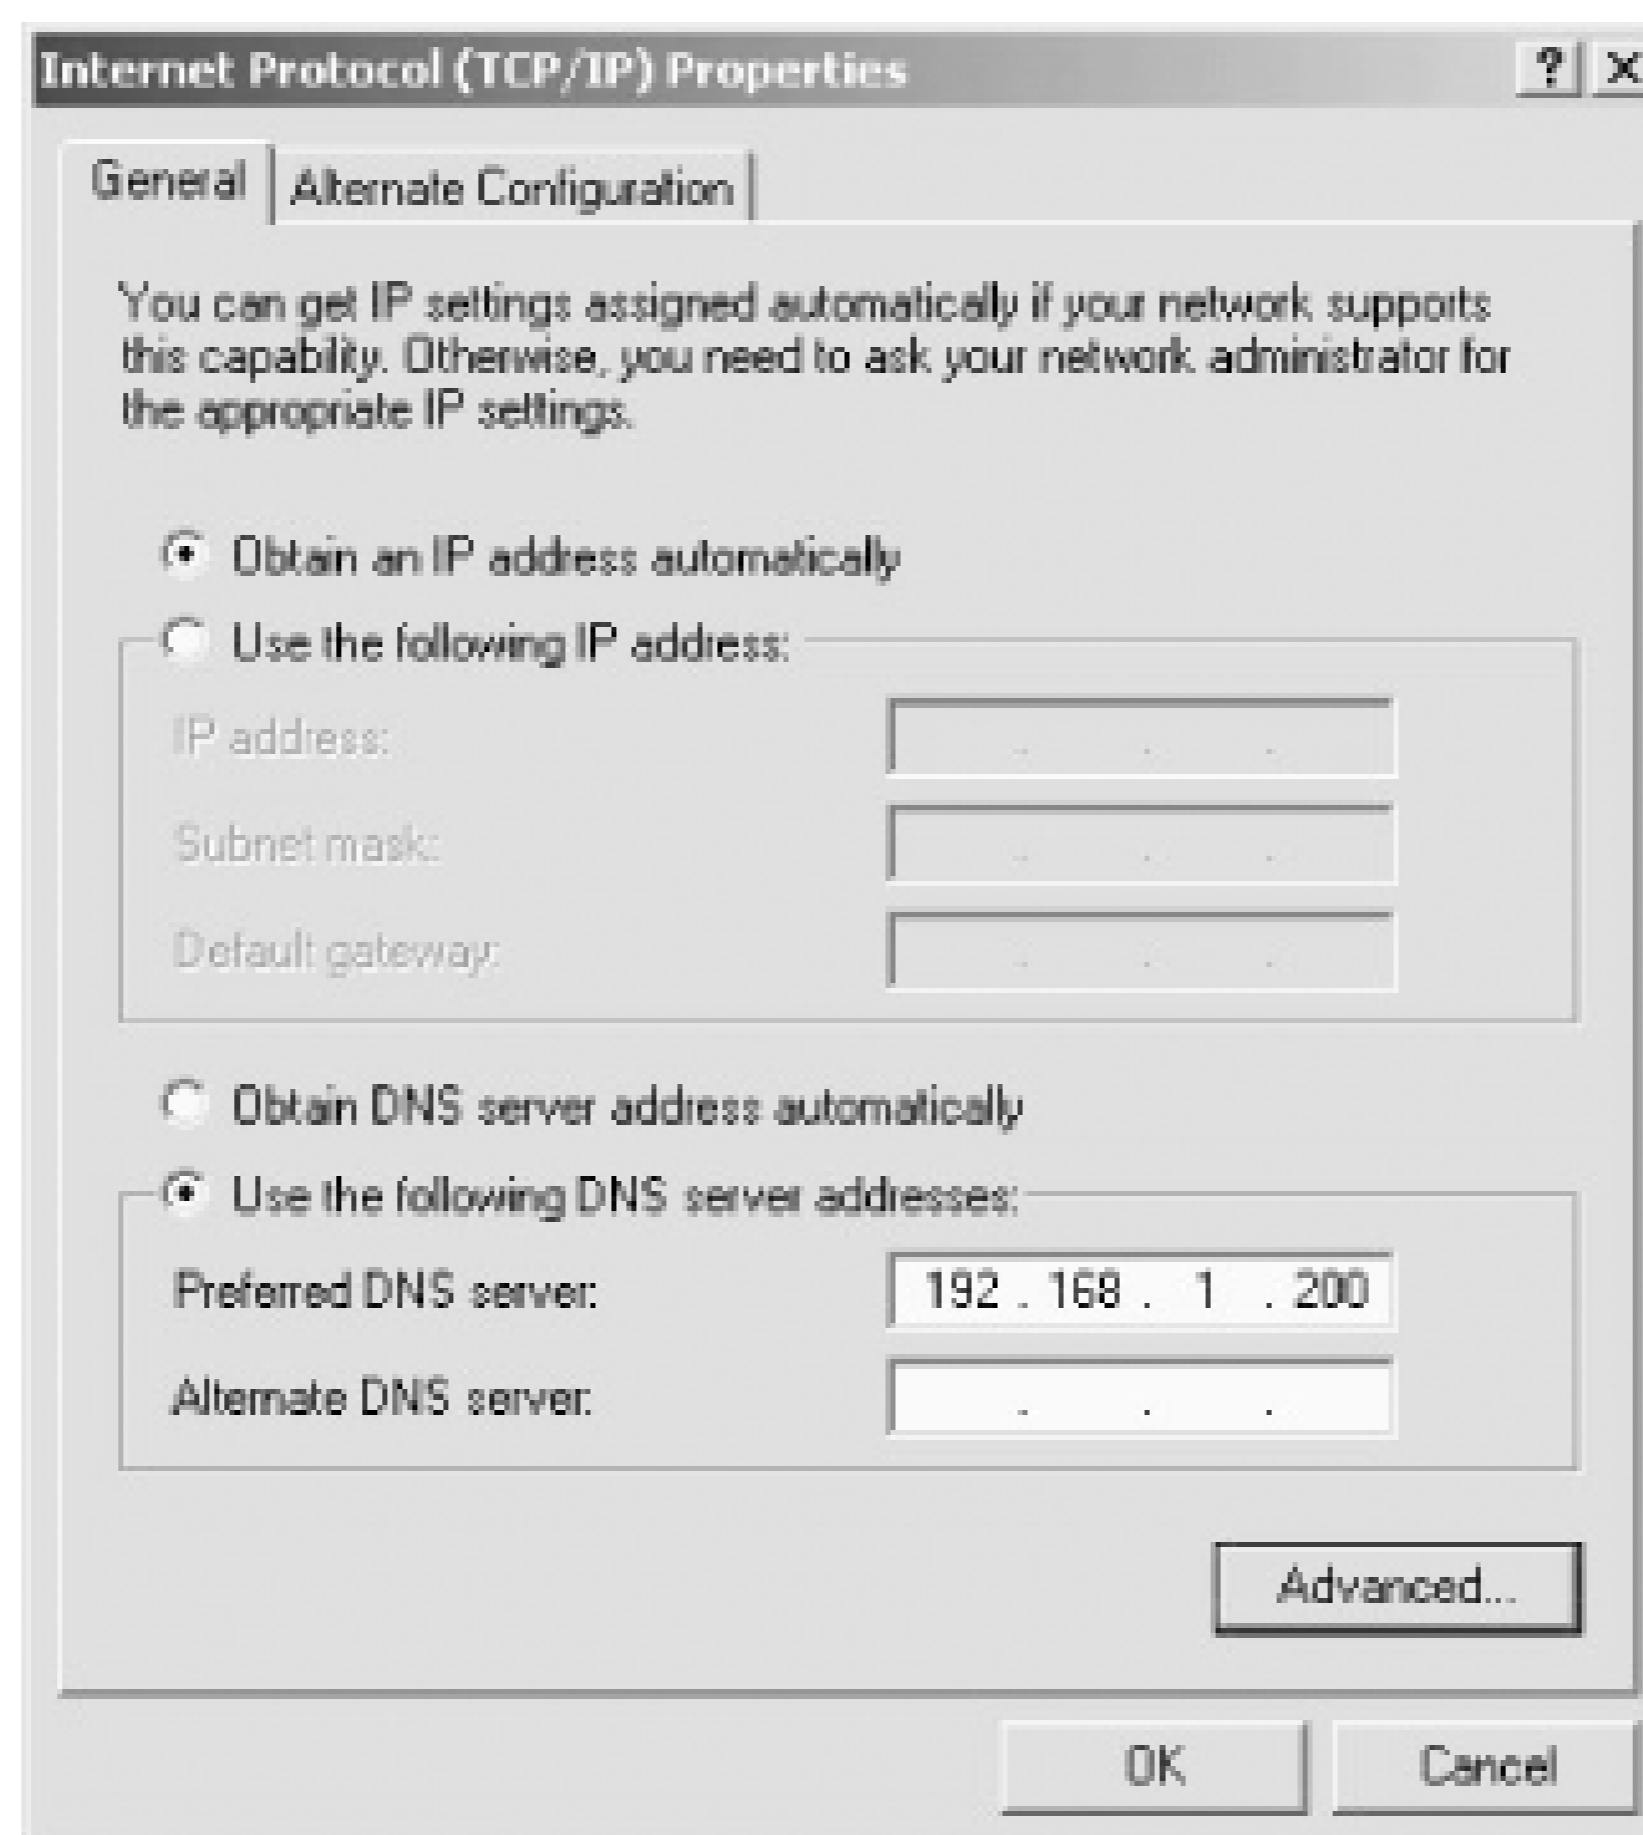 Internet Protocol (TCP/IP) Properties ? X
General Alternate Configuration
You can get IP settings assigned automatically if your network supports
this capability. Otherwise, you need to ask your network administrator for
the appropriate IP settings.
Obtain an IP address automatically
Use the following IP address:
IP address: . . .
Subnet mask: . . .
Default gateway: . . .
Obtain DNS server address automatically
Use the following DNS server addresses:
Preferred DNS server: 192 . 168 . 1 . 200
Alternate DNS server: . . .
Advanced...
OK Cancel